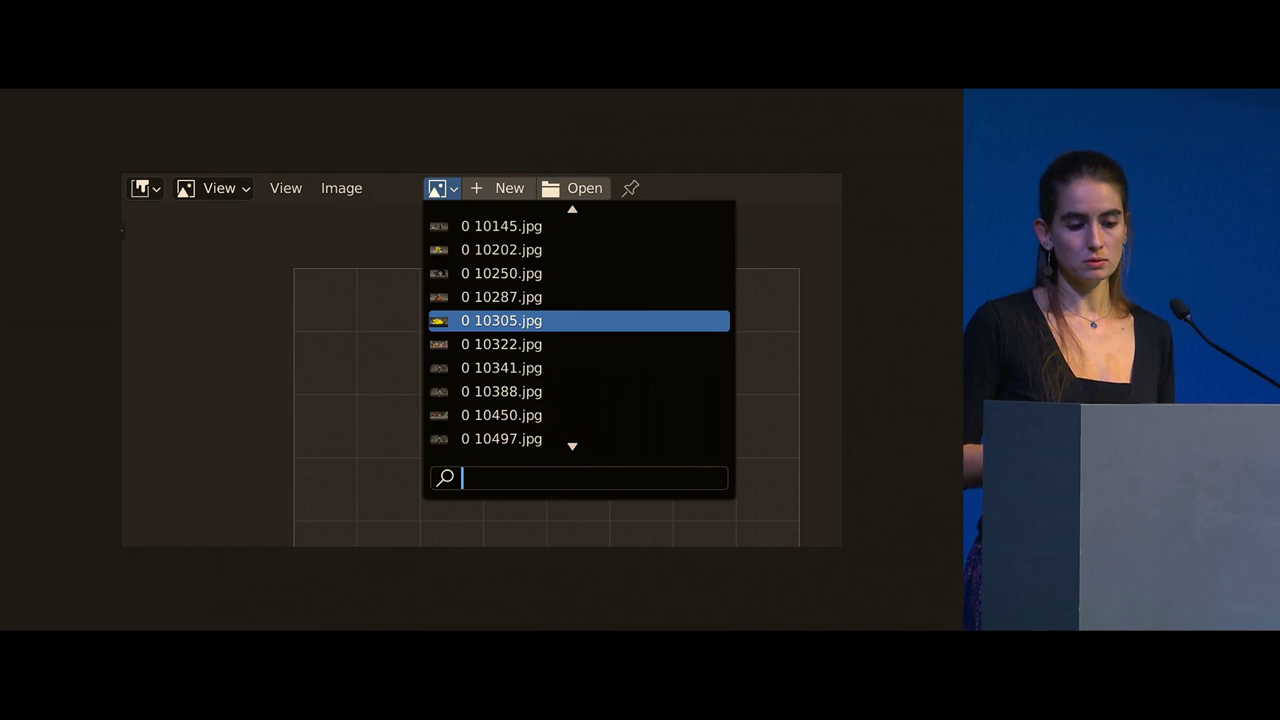 View View Image New Open
0 10145.jpg
0 10202.jpg
0 10250.jpg
0 10287.jpg
0 10305.jpg
0 10322.jpg
0 10341.jpg
0 10388.jpg
0 10450.jpg
0 10497.jpg